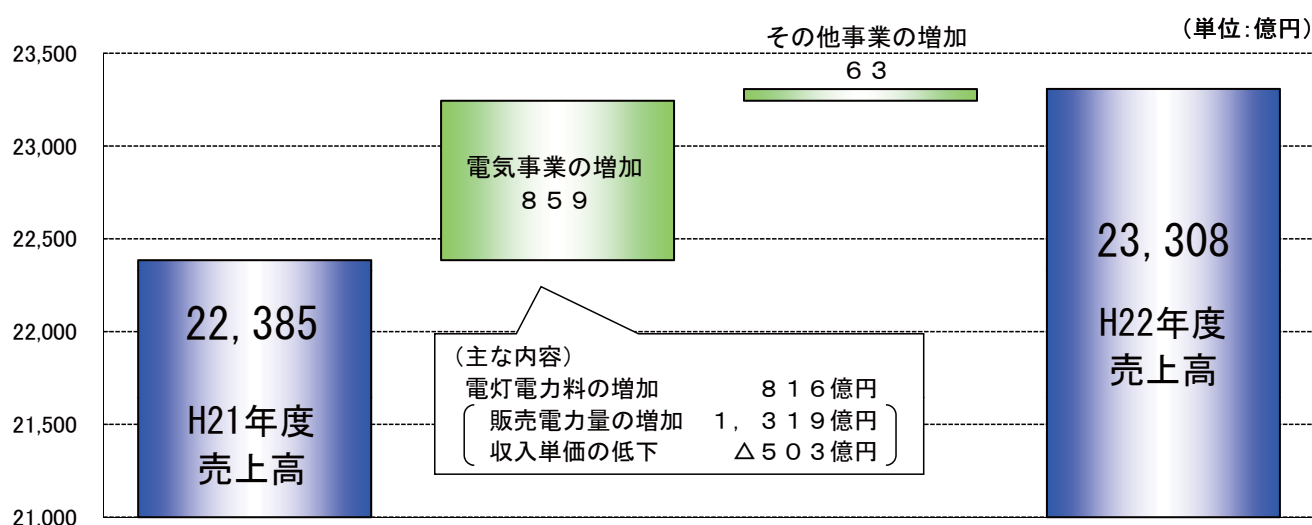 （単位：億円）
23,500
23,000
22,500
22,000
21,500
21,000
22,385
H21年度
売上高
電気事業の増加
８５９
その他事業の増加
６３
（主な内容）
電灯電力料の増加　８１６億円
販売電力量の増加　１，３１９億円
収入単価の低下　△５０３億円
23,308
H22年度
売上高